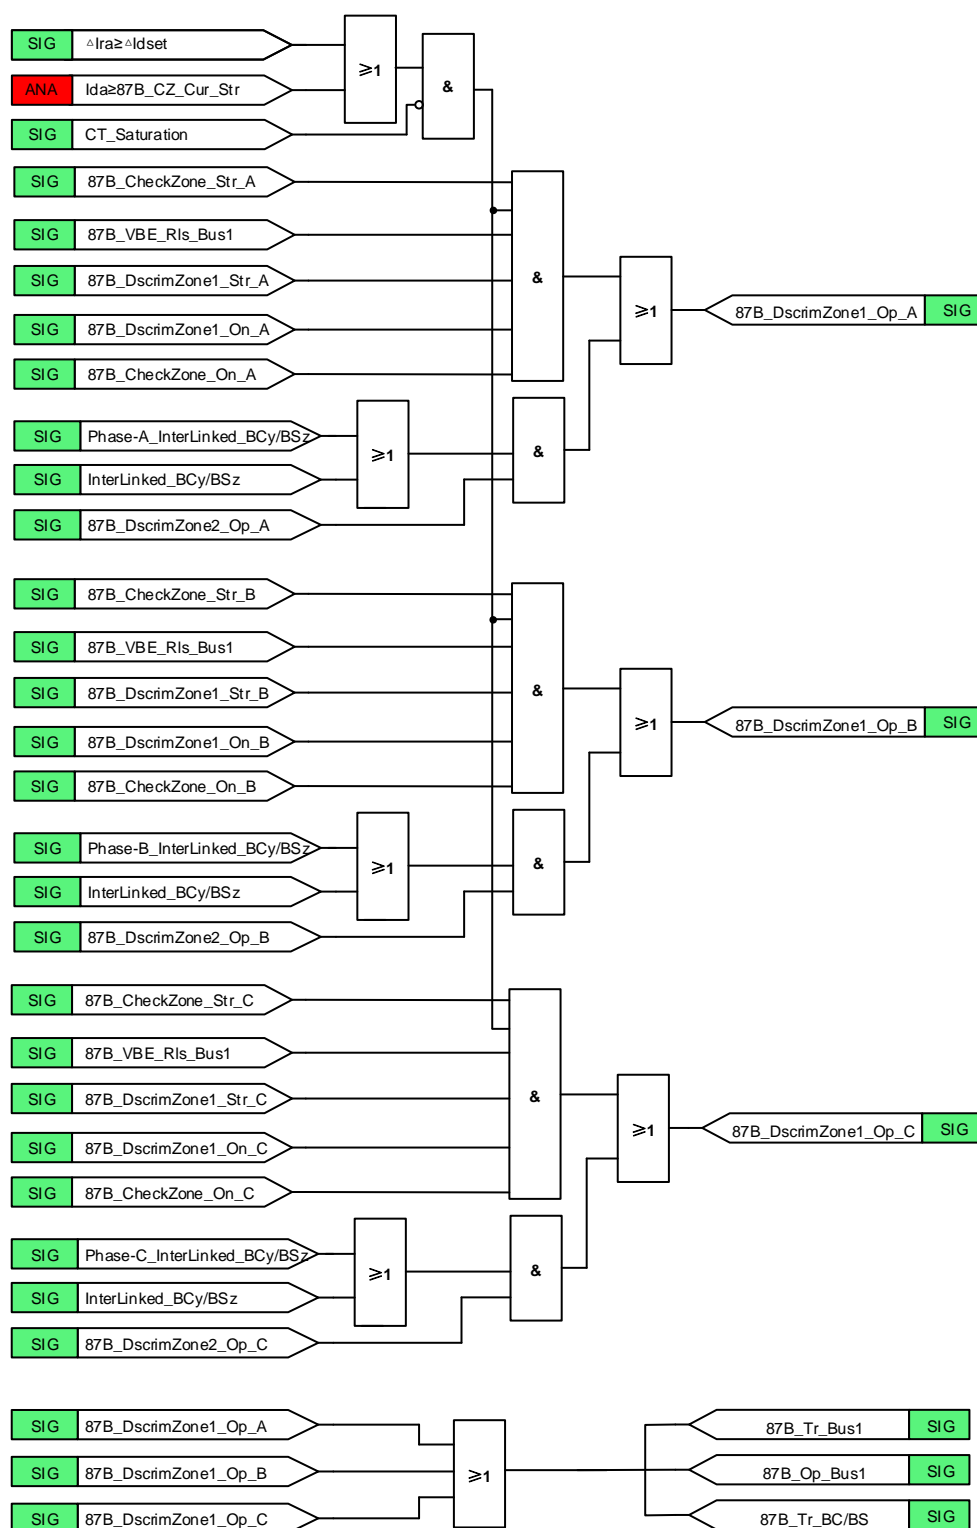 SIG △Ira≥△Idset
≥1
ANA Ida≥87B_CZ_Cur_Str
&
SIG CT_Saturation
SIG 87B_CheckZone_Str_A
SIG 87B_VBE_Rls_Bus1
SIG 87B_DscrimZone1_Str_A
&
≥1
87B_DscrimZone1_Op_A SIG
SIG 87B_DscrimZone1_On_A
SIG 87B_CheckZone_On_A
SIG Phase-A_InterLinked_BCy/BSz
≥1
&
SIG InterLinked_BCy/BSz
SIG 87B_DscrimZone2_Op_A
SIG 87B_CheckZone_Str_B
SIG 87B_VBE_Rls_Bus1
SIG 87B_DscrimZone1_Str_B
&
≥1
87B_DscrimZone1_Op_B SIG
SIG 87B_DscrimZone1_On_B
SIG 87B_CheckZone_On_B
SIG Phase-B_InterLinked_BCy/BSz
≥1
&
SIG InterLinked_BCy/BSz
SIG 87B_DscrimZone2_Op_B
SIG 87B_CheckZone_Str_C
SIG 87B_VBE_Rls_Bus1
SIG 87B_DscrimZone1_Str_C
&
≥1
87B_DscrimZone1_Op_C SIG
SIG 87B_DscrimZone1_On_C
SIG 87B_CheckZone_On_C
SIG Phase-C_InterLinked_BCy/BSz
≥1
&
SIG InterLinked_BCy/BSz
SIG 87B_DscrimZone2_Op_C
SIG 87B_DscrimZone1_Op_A
87B_Tr_Bus1 SIG
SIG 87B_DscrimZone1_Op_B
≥1
87B_Op_Bus1 SIG
SIG 87B_DscrimZone1_Op_C
87B_Tr_BC/BS SIG